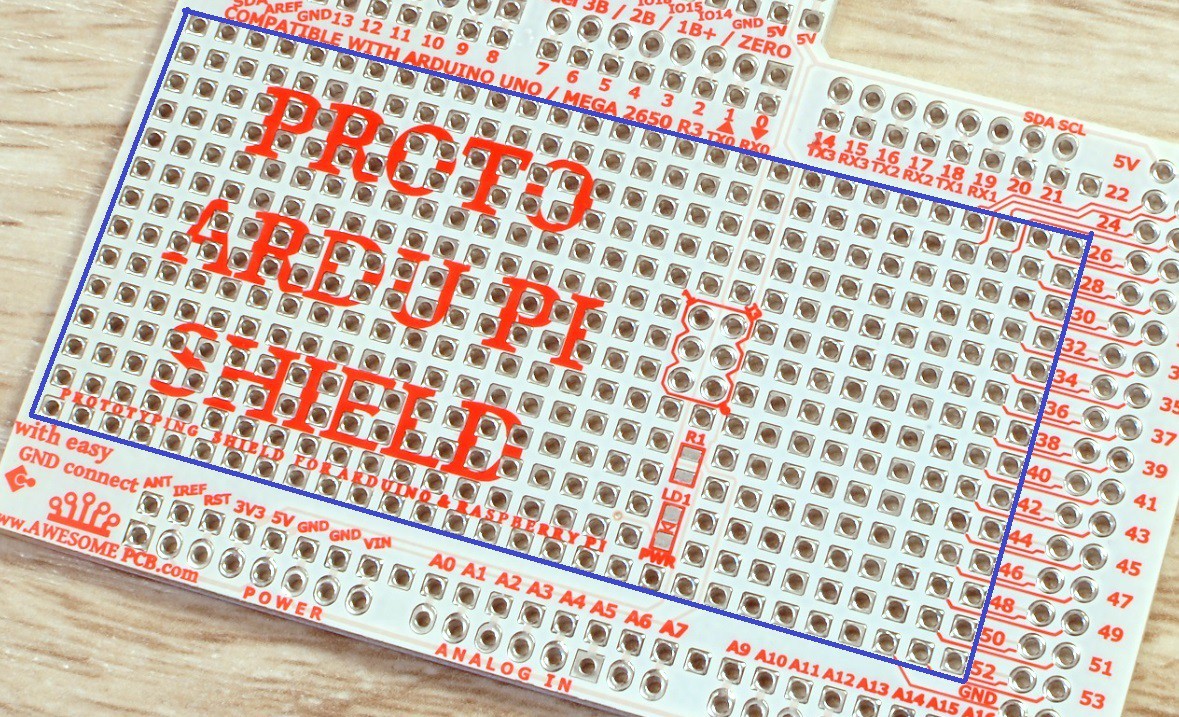 SDA AREF GND 13 12 11 10 9 8
3B / 2B / 1B+ / ZERO
IO18 IO15 IO14 GND 5V 5V
COMPATIBLE WITH ARDUINO UNO / MEGA 2650 R3
7 6 5 4 3 2 1 0
TX0 RX0
SDA SCL
14 15 16 17 18 19 20 21
TX3 RX3 TX2 RX2 TX1 RX1
5V
22
24
26
28
30
32
34
36
38
40
42
44
46
48
50
52
GND
35
37
39
41
43
45
47
49
51
53
PROTO
ARDU PI
SHIELD
PROTOTYPING SHIELD FOR ARDUINO & RASPBERRY PI
R1
LD1
PWR
with easy
GND connect
ANT IREF RST 3V3 5V GND GND VIN
www.AWESOME PCB.com
POWER
A0 A1 A2 A3 A4 A5 A6 A7
ANALOG IN
A9 A10 A11 A12 A13 A14 A15